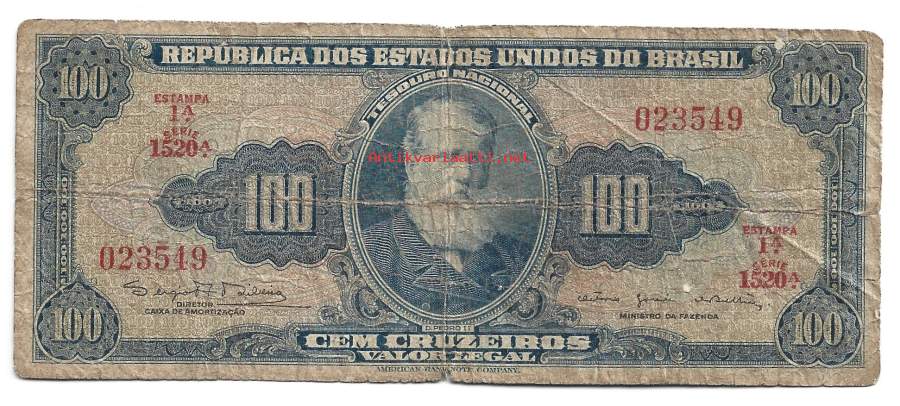 REPÚBLICA DOS ESTADOS UNIDOS DO BRASIL
TESOURO NACIONAL
100
100
ESTAMPA
1A
SÉRIE
1520A.
023549
Antikvariaatti.net
100
100
023549
ESTAMPA
1A
SÉRIE
1520A.
DIRETOR
CAIXA DE AMORTIZAÇÃO
MINISTRO DA FAZENDA
D. PEDRO II
100
100
CEM CRUZEIROS
VALOR LEGAL
AMERICAN BANK NOTE COMPANY.